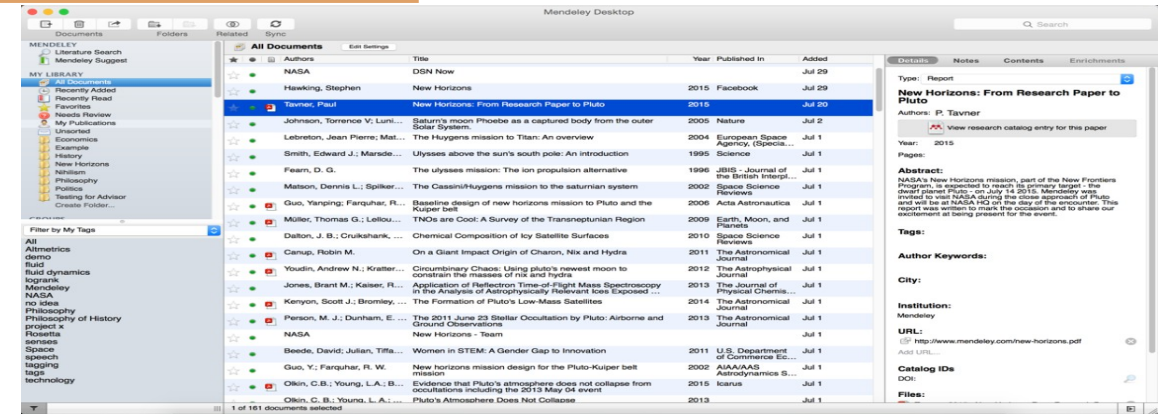 Mendeley Desktop
Documents Folders Related Sync
Search
MENDELEY
Literature Search
Mendeley Suggest
MY LIBRARY
All Documents
Recently Added
Recently Read
Favorites
Needs Review
My Publications
Unsorted
Economics
Example
History
New Horizons
Nihilism
Philosophy
Politics
Testing for Advisor
Create Folder...
Filter by My Tags
All
Altmetrics
demo
fluid
fluid dynamics
logrank
Mendeley
NASA
no idea
Philosophy
Philosophy of History
project x
Rosetta
senses
Space
speech
tagging
tags
technology
All Documents Edit Settings
Authors Title Year Published In Added
NASA DSN Now Jul 29
Hawking, Stephen New Horizons 2015 Facebook Jul 29
Tavner, Paul New Horizons: From Research Paper to Pluto 2015 Jul 20
Johnson, Torrence V; Luni... Saturn's moon Phoebe as a captured body from the outer 2005 Nature Jul 2
Solar System.
Lebreton, Jean Pierre; Mat... The Huygens mission to Titan: An overview 2004 European Space Jul 1
Agency, (Specia...
Smith, Edward J.; Marsde... Ulysses above the sun's south pole: An introduction 1995 Science Jul 1
Fearn, D. G. The ulysses mission: The ion propulsion alternative 1996 JBIS - Journal of Jul 1
the British Interpl...
Matson, Dennis L.; Spilker... The Cassini/Huygens mission to the saturnian system 2002 Space Science Jul 1
Reviews
Guo, Yanping; Farquhar, R... Baseline design of new horizons mission to Pluto and the 2006 Acta Astronautica Jul 1
Kuiper belt
Müller, Thomas G.; Lellou... TNOs are Cool: A Survey of the Transneptunian Region 2009 Earth, Moon, and Jul 1
Planets
Dalton, J. B.; Cruikshank, ... Chemical Composition of Icy Satellite Surfaces 2010 Space Science Jul 1
Reviews
Canup, Robin M. On a Giant Impact Origin of Charon, Nix and Hydra 2011 The Astronomical Jul 1
Journal
Youdin, Andrew N.; Kratter... Circumbinary Chaos: Using pluto's newest moon to 2012 The Astrophysical Jul 1
constrain the masses of nix and hydra Journal
Jones, Brant M.; Kaiser, R... Application of Reflectron Time-of-Flight Mass Spectroscopy 2013 The Journal of Jul 1
in the Analysis of Astrophysically Relevant Ices Exposed ... Physical Chemis...
Kenyon, Scott J.; Bromley, ... The Formation of Pluto's Low-Mass Satellites 2014 The Astronomical Jul 1
Journal
Person, M. J.; Dunham, E. ... The 2011 June 23 Stellar Occultation by Pluto: Airborne and 2013 The Astronomical Jul 1
Ground Observations Journal
NASA New Horizons - Team Jul 1
Beede, David; Julian, Tiffa... Women in STEM: A Gender Gap to Innovation 2011 U.S. Department Jul 1
of Commerce Ec...
Guo, Y.; Farquhar, R. W. New horizons mission design for the Pluto-Kuiper belt 2002 AIAA/AAS Jul 1
mission Astrodynamics S...
Olkin, C.B.; Young, L.A.; B... Evidence that Pluto's atmosphere does not collapse from 2015 Icarus Jul 1
occultations including the 2013 May 04 event
Olkin, C. B.; Young, L. A.; Pluto's Atmosphere Does Not Collapse 2013 Jul 1
1 of 161 documents selected
Details Notes Contents Enrichments
Type: Report
New Horizons: From Research Paper to
Pluto
Authors: P. Tavner
View research catalog entry for this paper
Year: 2015
Pages:
Abstract:
NASA's New Horizons mission, part of the New Frontiers
Program, is expected to reach its primary target - the
dwarf planet Pluto - on July 14 2015. Mendeley was
invited to visit NASA during the close approach of Pluto
and will be at NASA HQ on the day of the encounter. This
report was written to mark the occasion and to share our
excitement at being present for the event.
Tags:
Author Keywords:
City:
Institution:
Mendeley
URL:
http://www.mendeley.com/new-horizons.pdf
Add URL...
Catalog IDs
DOI:
Files: